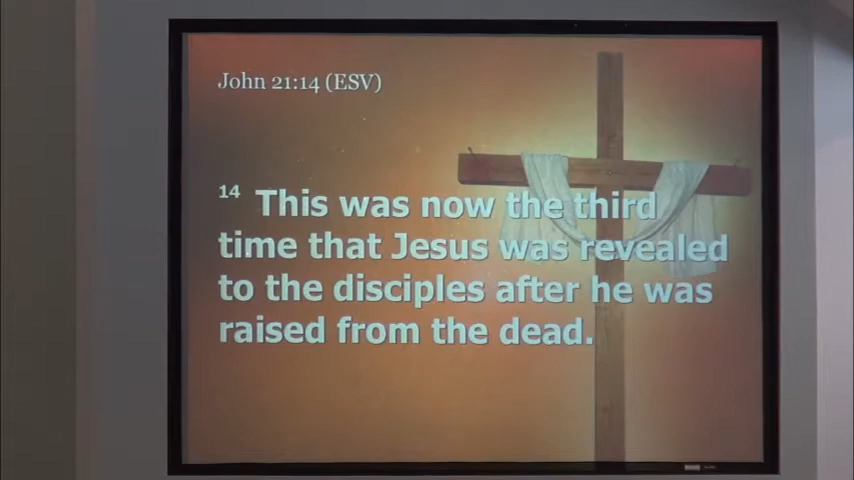 John 21:14 (ESV)
14 This was now the third
time that Jesus was revealed
to the disciples after he was
raised from the dead.